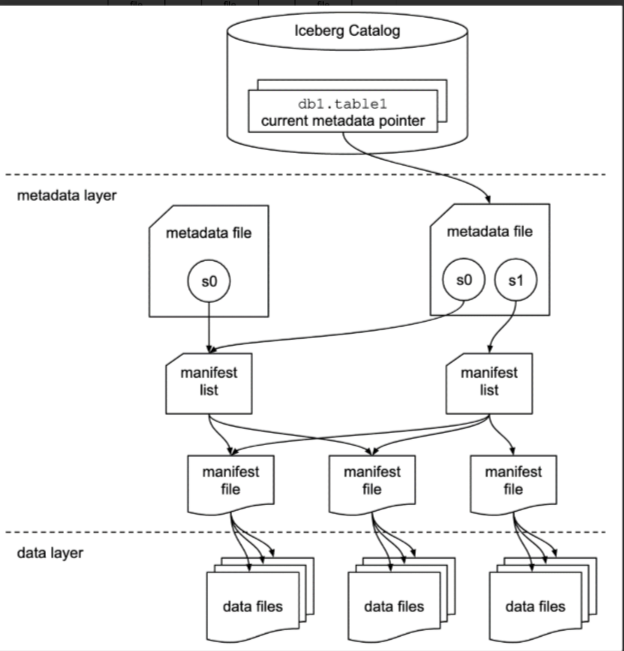 Iceberg Catalog
db1.table1
current metadata pointer
metadata layer
metadata file
s0
metadata file
s0
s1
manifest
list
manifest
list
manifest
file
manifest
file
manifest
file
data layer
data files
data files
data files